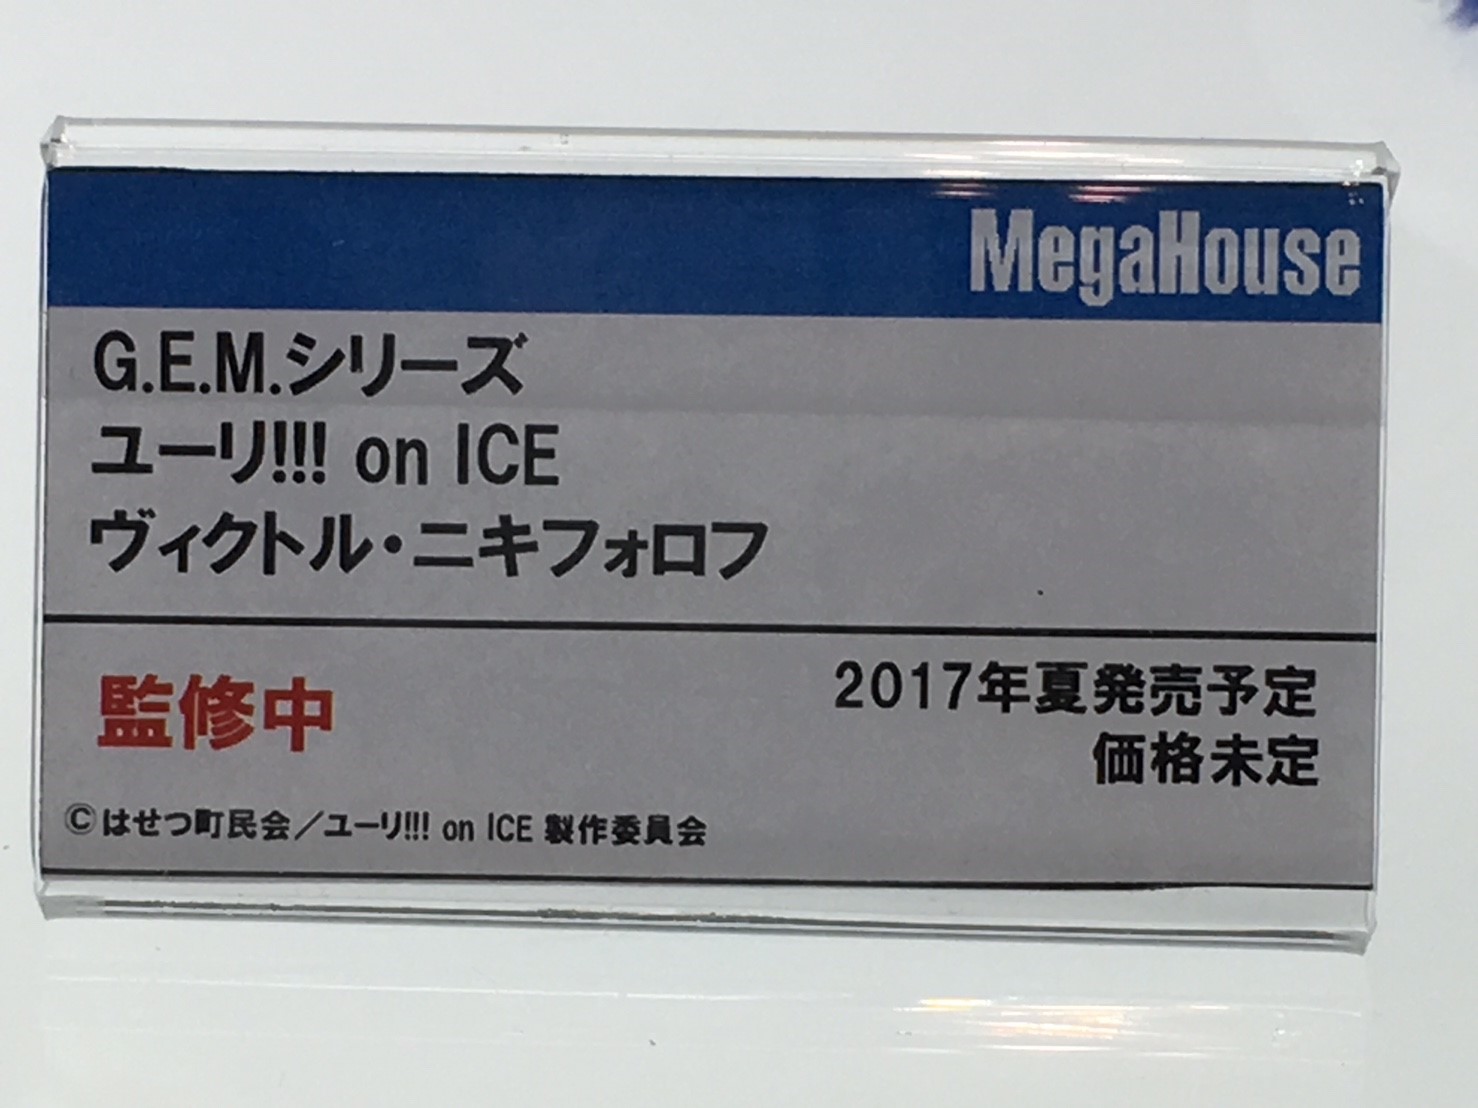 MegaHouse
G.E.M.シリーズ
ユーリ!!! on ICE
ヴィクトル・ニキフォロフ
監修中
2017年夏発売予定
価格未定
©はせつ町民会／ユーリ!!! on ICE 製作委員会